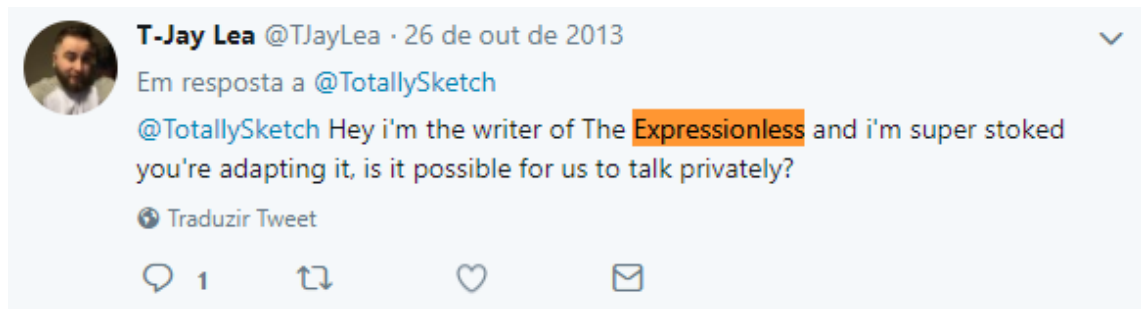 T-Jay Lea @TJayLea · 26 de out de 2013
Em resposta a @TotallySketch
@TotallySketch Hey i'm the writer of The Expressionless and i'm super stoked
you're adapting it, is it possible for us to talk privately?
Traduzir Tweet
1